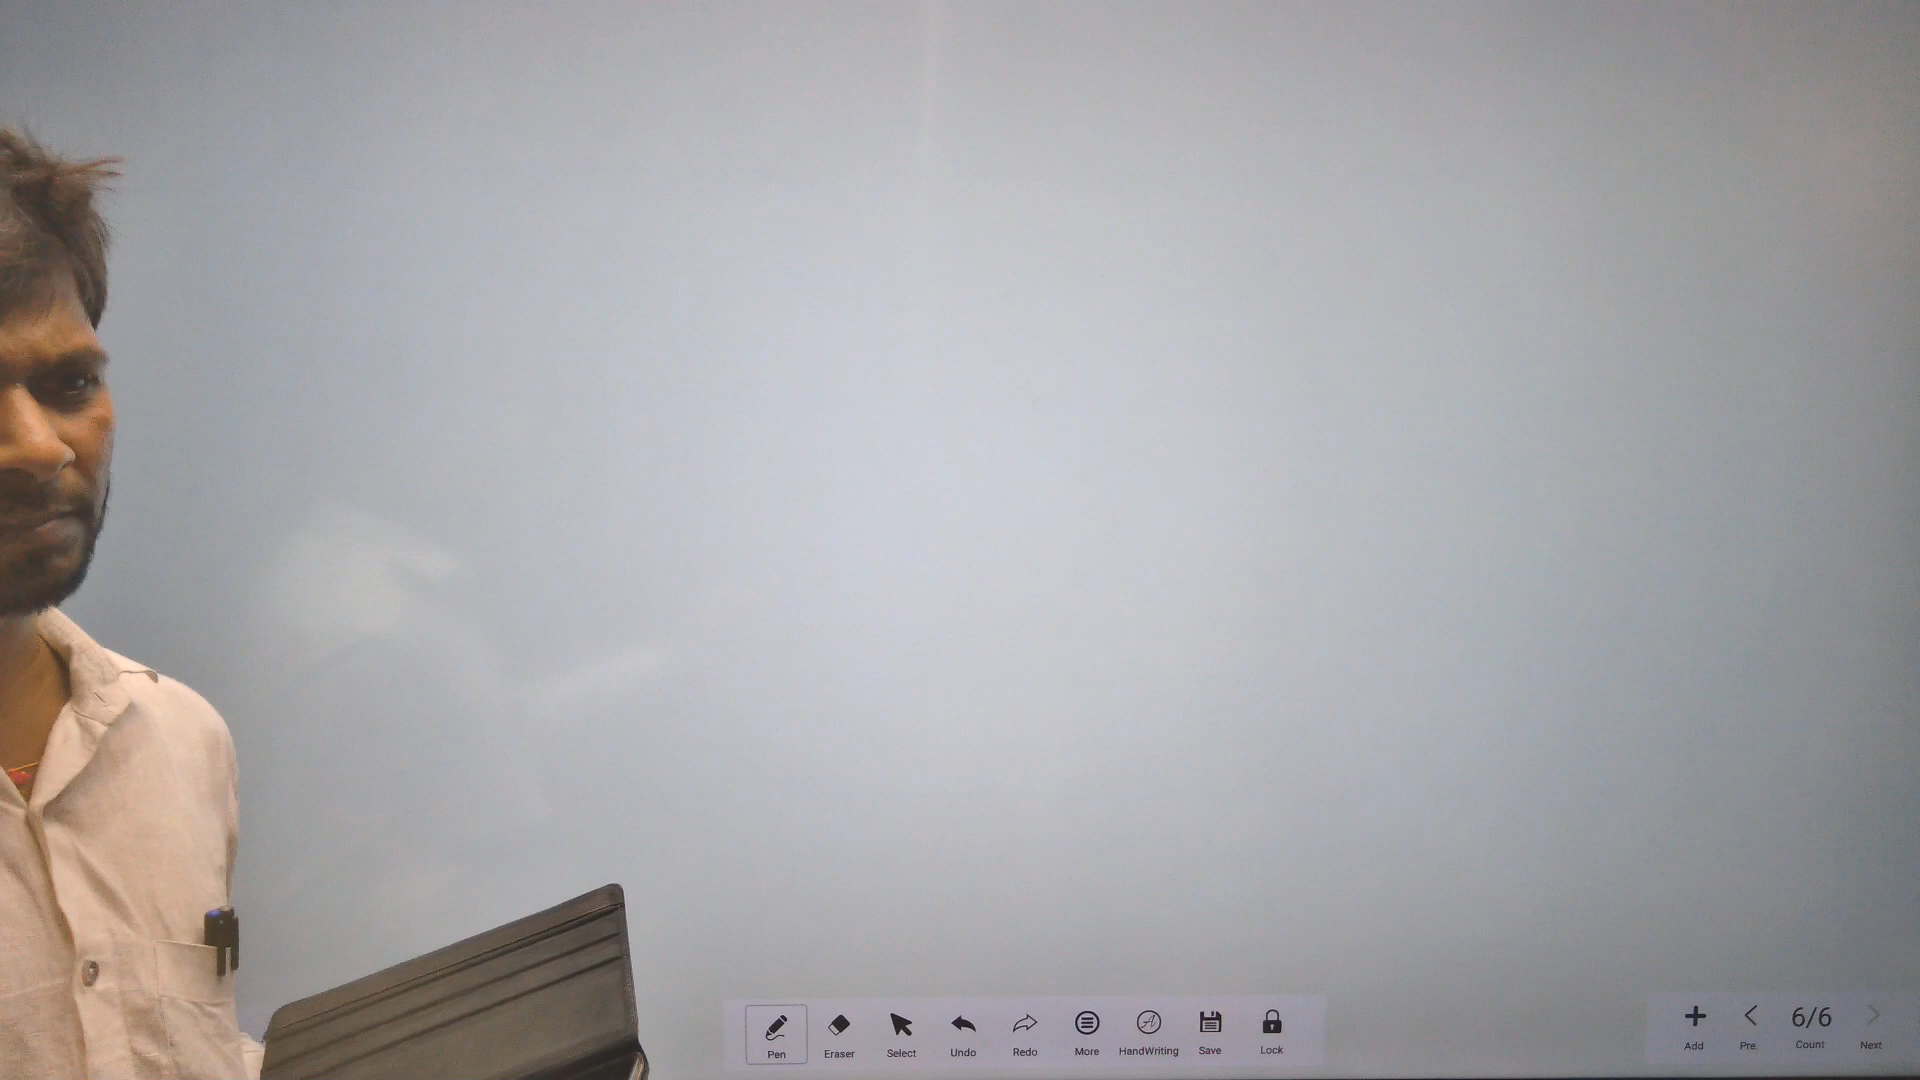 Pen Eraser Select Undo Redo More HandWriting Save Lock
Add Pre. 6/6 Count Next